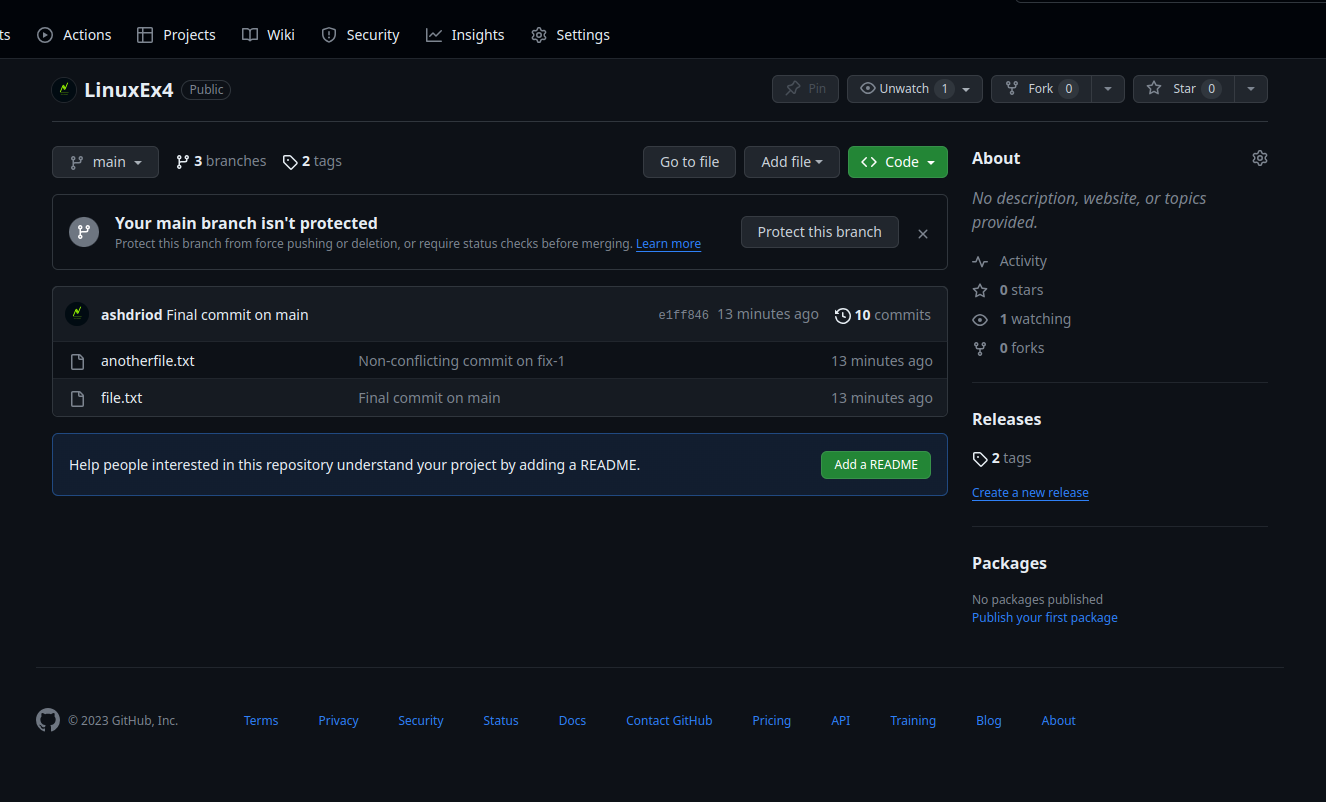 ts Actions Projects Wiki Security Insights Settings
LinuxEx4 Public Pin Unwatch 1 Fork 0 Star 0
main 3 branches 2 tags Go to file Add file Code
Your main branch isn't protected
Protect this branch from force pushing or deletion, or require status checks before merging. Learn more
Protect this branch
ashdriod Final commit on main e1ff846 13 minutes ago 10 commits
anotherfile.txt Non-conflicting commit on fix-1 13 minutes ago
file.txt Final commit on main 13 minutes ago
Help people interested in this repository understand your project by adding a README. Add a README
About
No description, website, or topics
provided.
Activity
0 stars
1 watching
0 forks
Releases
2 tags
Create a new release
Packages
No packages published
Publish your first package
© 2023 GitHub, Inc. Terms Privacy Security Status Docs Contact GitHub Pricing API Training Blog About